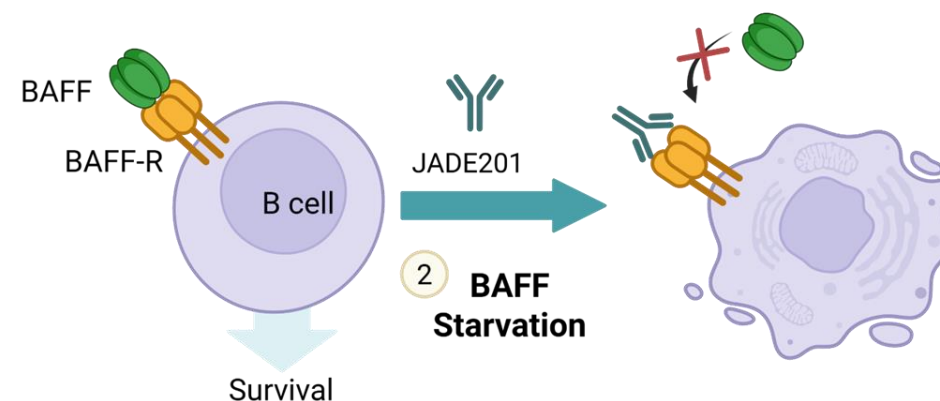 BAFF
BAFF-R
B cell
JADE201
2
BAFF
Starvation
Survival